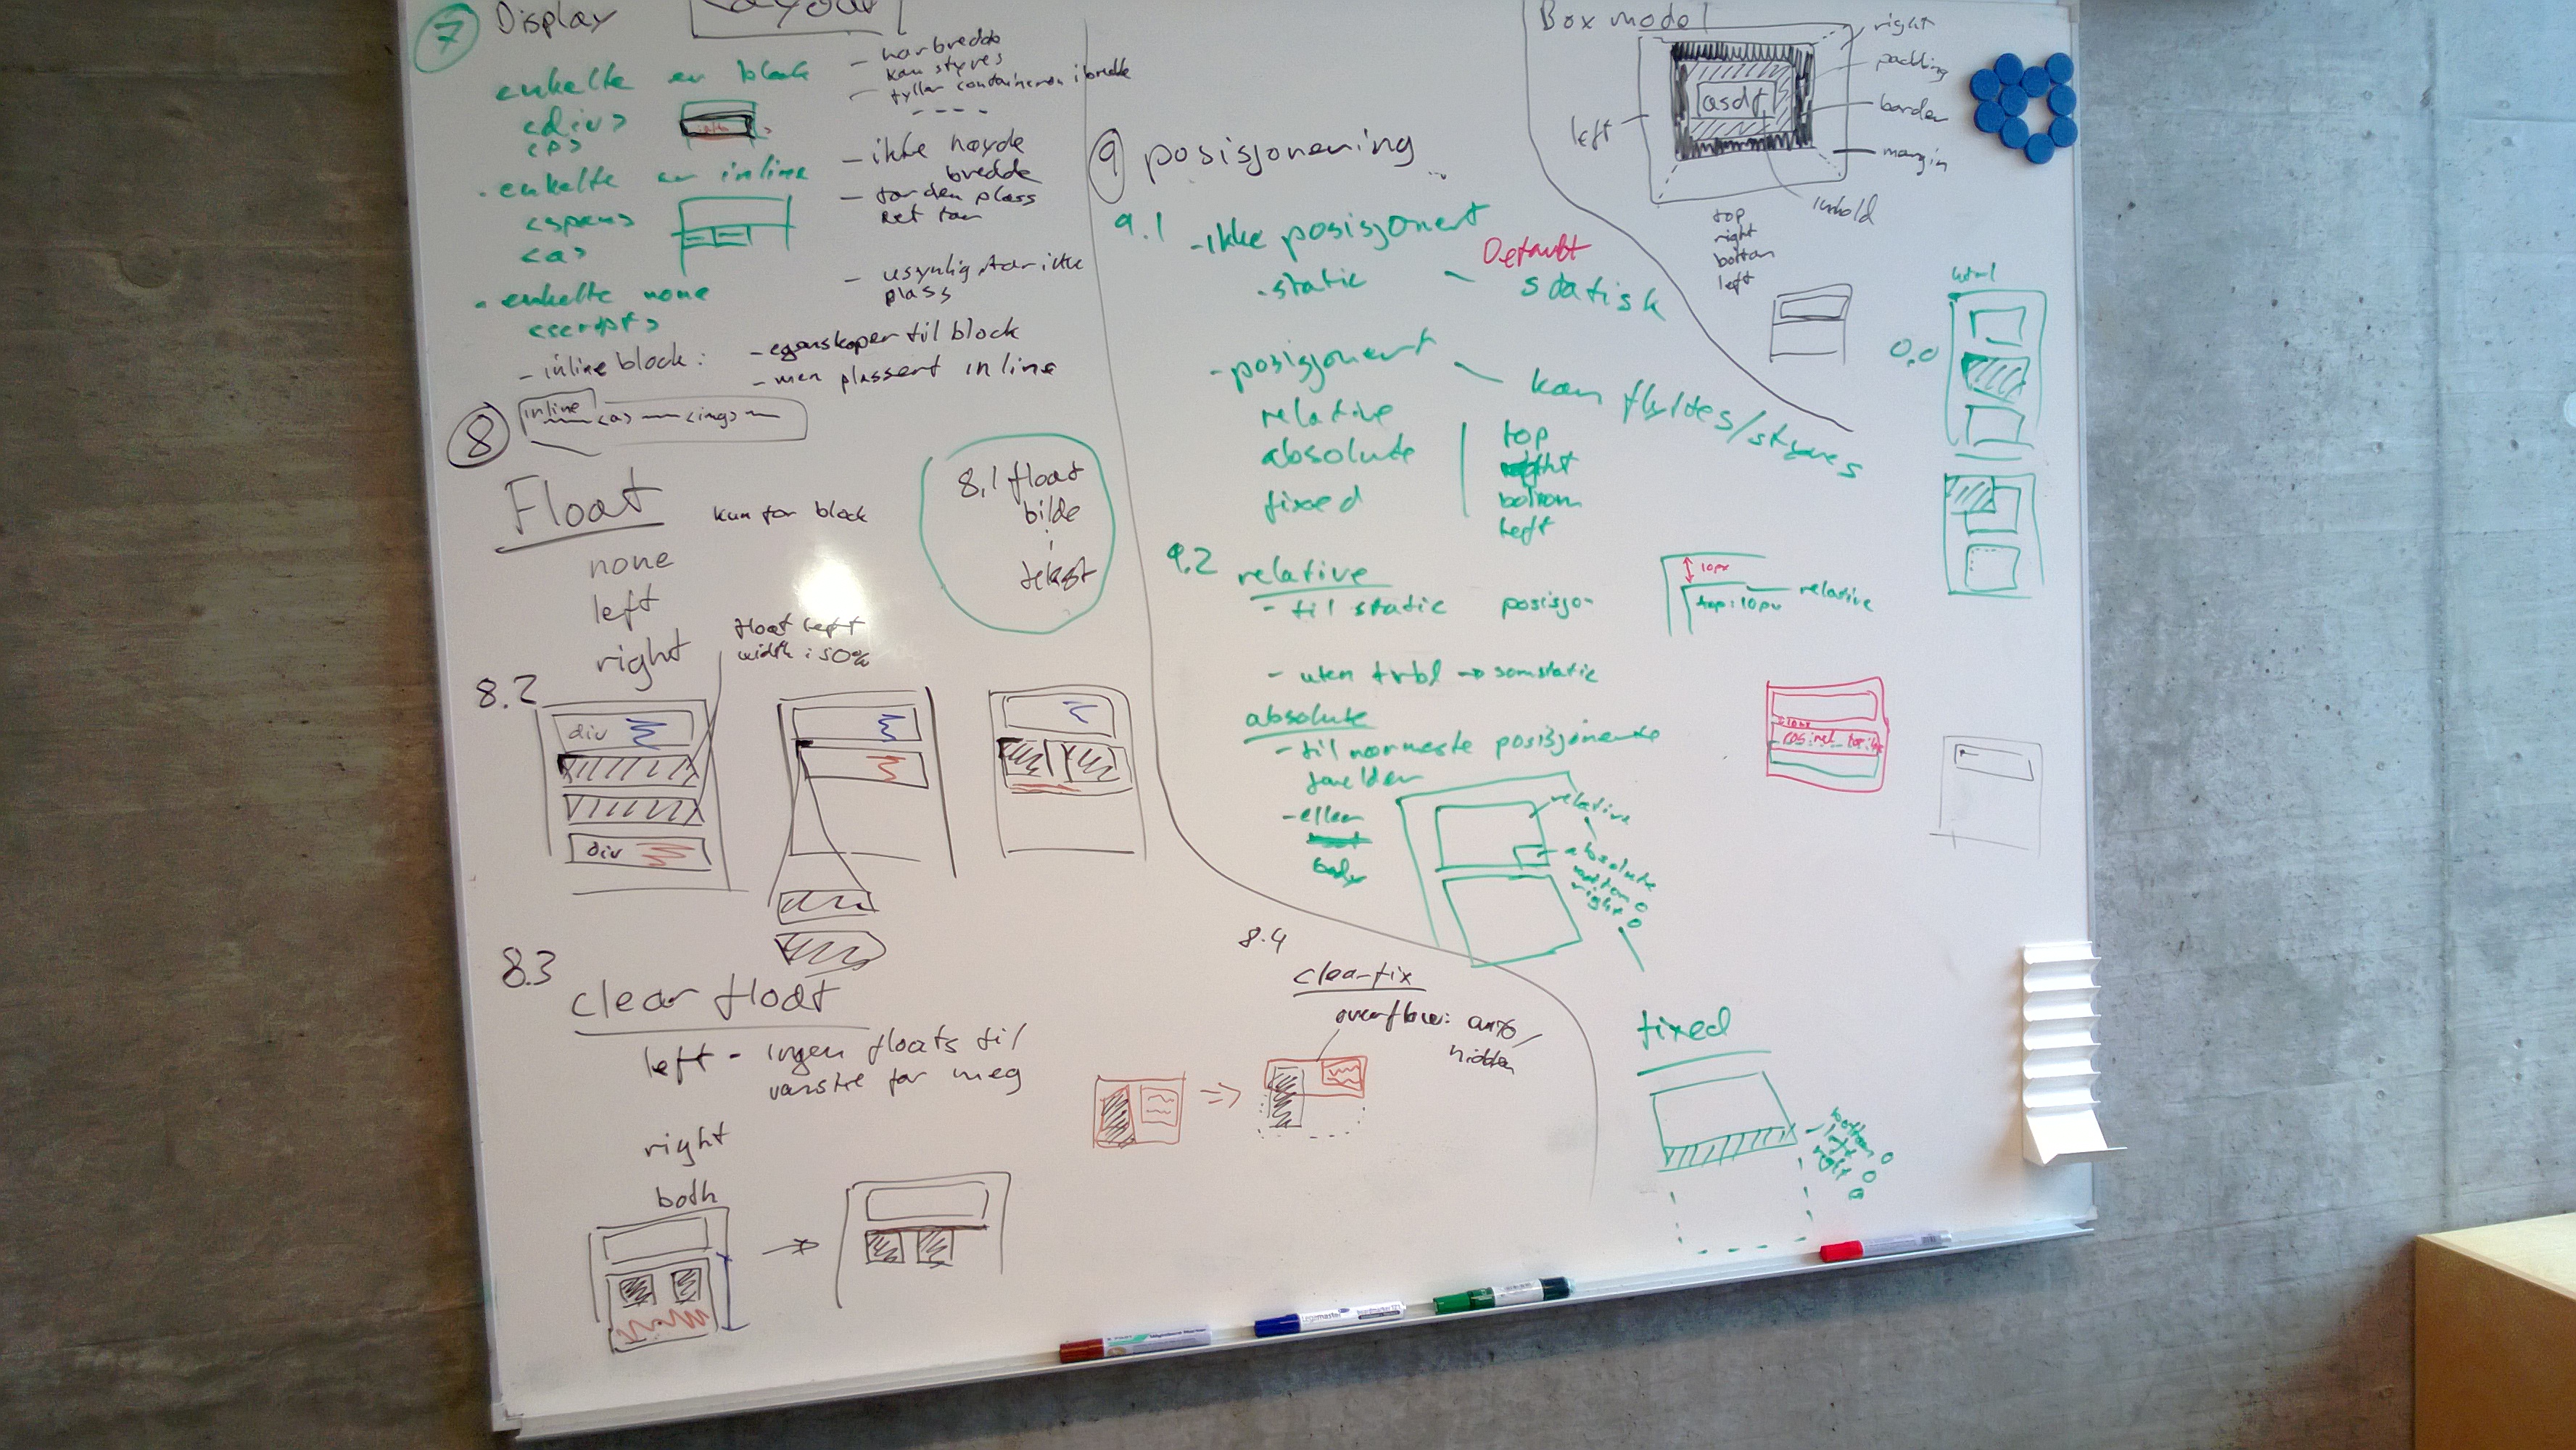 7 Display
Layout
enkelte er block
<div>
<p>
- har bredde
kan styres
- fyller containeren i bredde
- - - -
- enkelte er inline
<span>
<a>
- ikke høyde
bredde
- tar den plass
det tar
- enkelte none
<script>
- usynlig, tar ikke
plass
- inline block:
- egenskaper til block
- men plassert inline
8
inline
<a> <img>
Float
kun for block
none
left
right
8.1 float
bilde
i
tekst
8.2
float left
width: 50%
div
div
8.3
clear float
left - ingen floats til
venstre for meg
right
both
8.4
clearfix
overflow: auto/
hidden
9 posisjonering
9.1 - ikke posisjonert
- static - statisk
Default
- posisjonert - kan flyttes/styres
relative
absolute
fixed
top
right
bottom
left
9.2 relative
- til static posisjon
10px
top: 10px
relative
- uten trbl → som static
absolute
- til nærmeste posisjonerte
forelder
- eller
body
relative
absolute
bottom 0
right 0
fixed
bottom 0
left 0
right 0
Box model
right
padding
border
margin
innhold
left
asdf
top
right
bottom
left
html
0,0